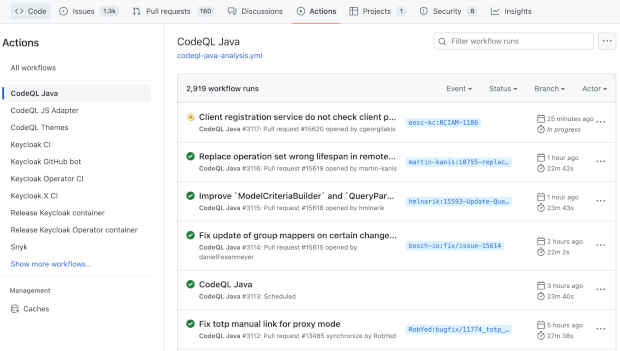 Code
Issues 1.3k
Pull requests 160
Discussions
Actions
Projects 1
Security 8
Insights
Actions
All workflows
CodeQL Java
CodeQL JS Adapter
CodeQL Themes
Keycloak CI
Keycloak GitHub bot
Keycloak Operator CI
Keycloak.X CI
Release Keycloak container
Release Keycloak Operator container
Snyk
Show more workflows...
Management
Caches
CodeQL Java
codeql-java-analysis.yml
Filter workflow runs
2,919 workflow runs
Event
Status
Branch
Actor
Client registration service do not check client p...
CodeQL Java #3117: Pull request #15620 opened by cgeorgilakis
eosc-kc:RCIAM-1186
25 minutes ago
In progress
Replace operation set wrong lifespan in remote...
CodeQL Java #3116: Pull request #15619 opened by martin-kanis
martin-kanis:10755-replac…
1 hour ago
22m 42s
Improve `ModelCriteriaBuilder` and `QueryPar...
CodeQL Java #3115: Pull request #15618 opened by hmlnarik
hmlnarik:15593-Update-Que…
1 hour ago
23m 43s
Fix update of group mappers on certain change...
CodeQL Java #3114: Pull request #15615 opened by
danielFesenmeyer
bosch-io:fix/issue-15614
2 hours ago
22m 2s
CodeQL Java
CodeQL Java #3113: Scheduled
3 hours ago
23m 40s
Fix totp manual link for proxy mode
CodeQL Java #3112: Pull request #13485 synchronize by RobYed
RobYed:bugfix/11774_totp_…
5 hours ago
27m 38s